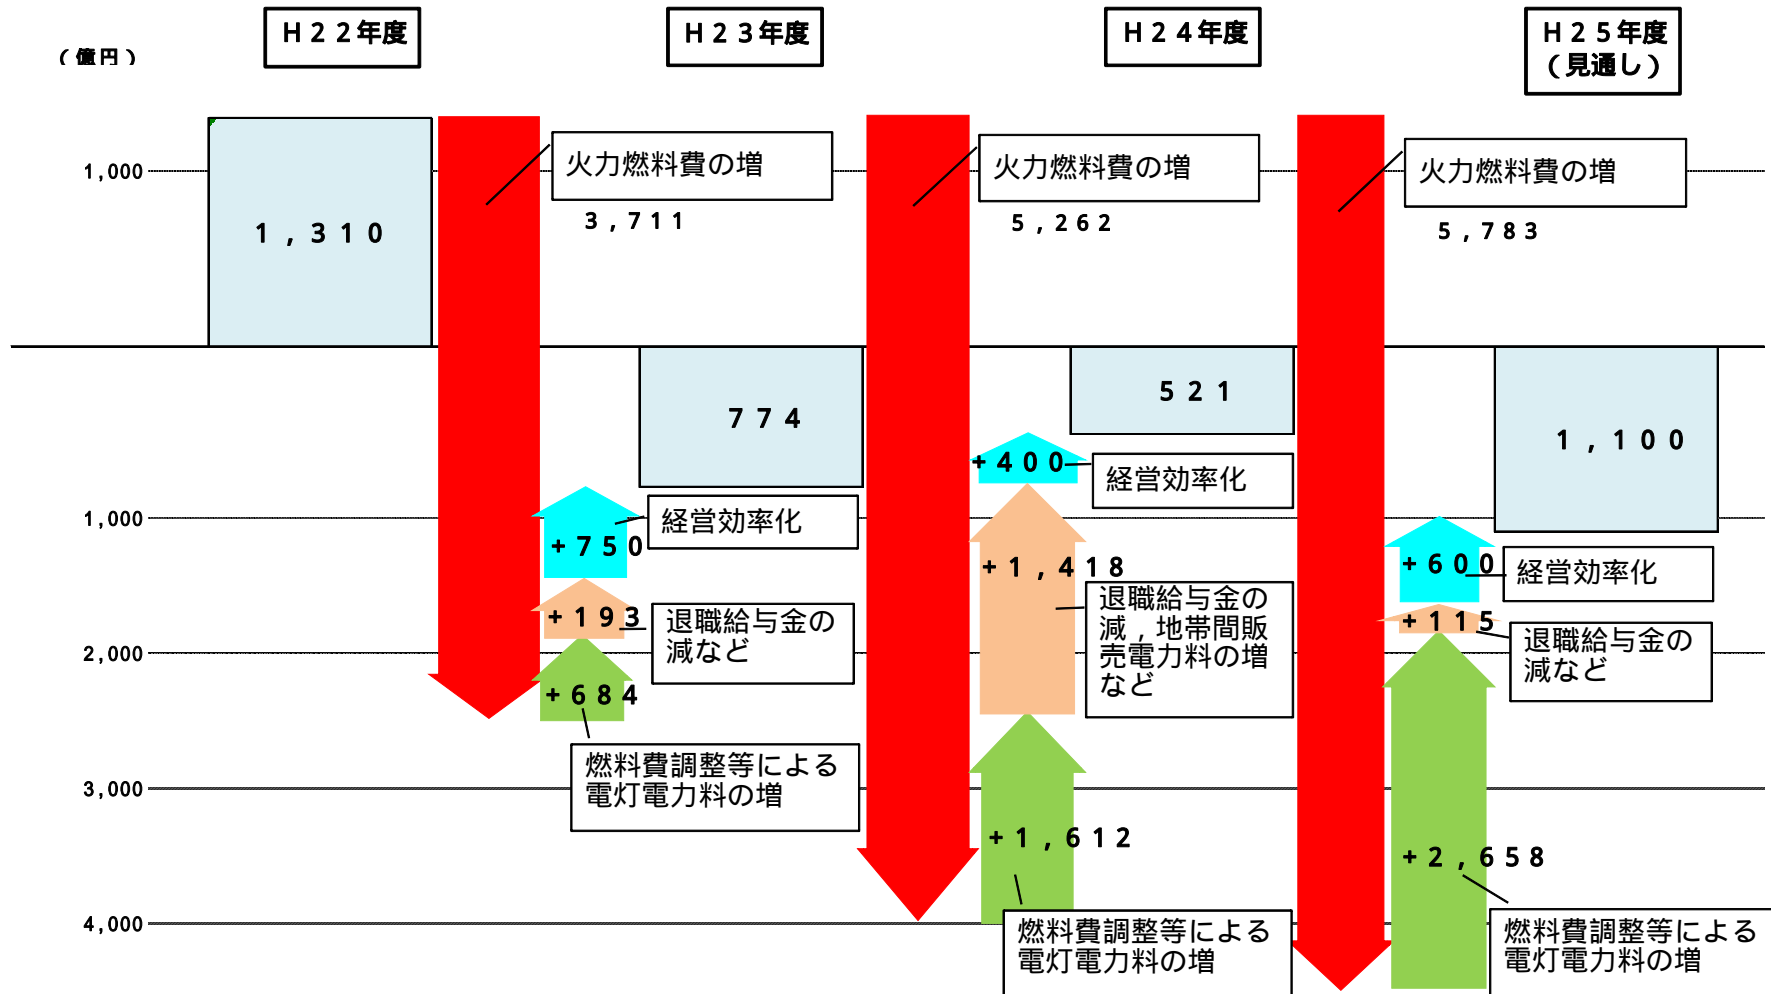 (億円)
H22年度
H23年度
H24年度
H25年度
(見通し)
1,000
1,310
火力燃料費の増
3,711
火力燃料費の増
5,262
火力燃料費の増
5,783
774
521
1,100
1,000
2,000
3,000
4,000
+750
経営効率化
+193
退職給与金の
減など
+684
燃料費調整等による
電灯電力料の増
+400
経営効率化
+1,418
退職給与金の
減,地帯間販
売電力料の増
など
+1,612
燃料費調整等による
電灯電力料の増
+600
経営効率化
+115
退職給与金の
減など
+2,658
燃料費調整等による
電灯電力料の増